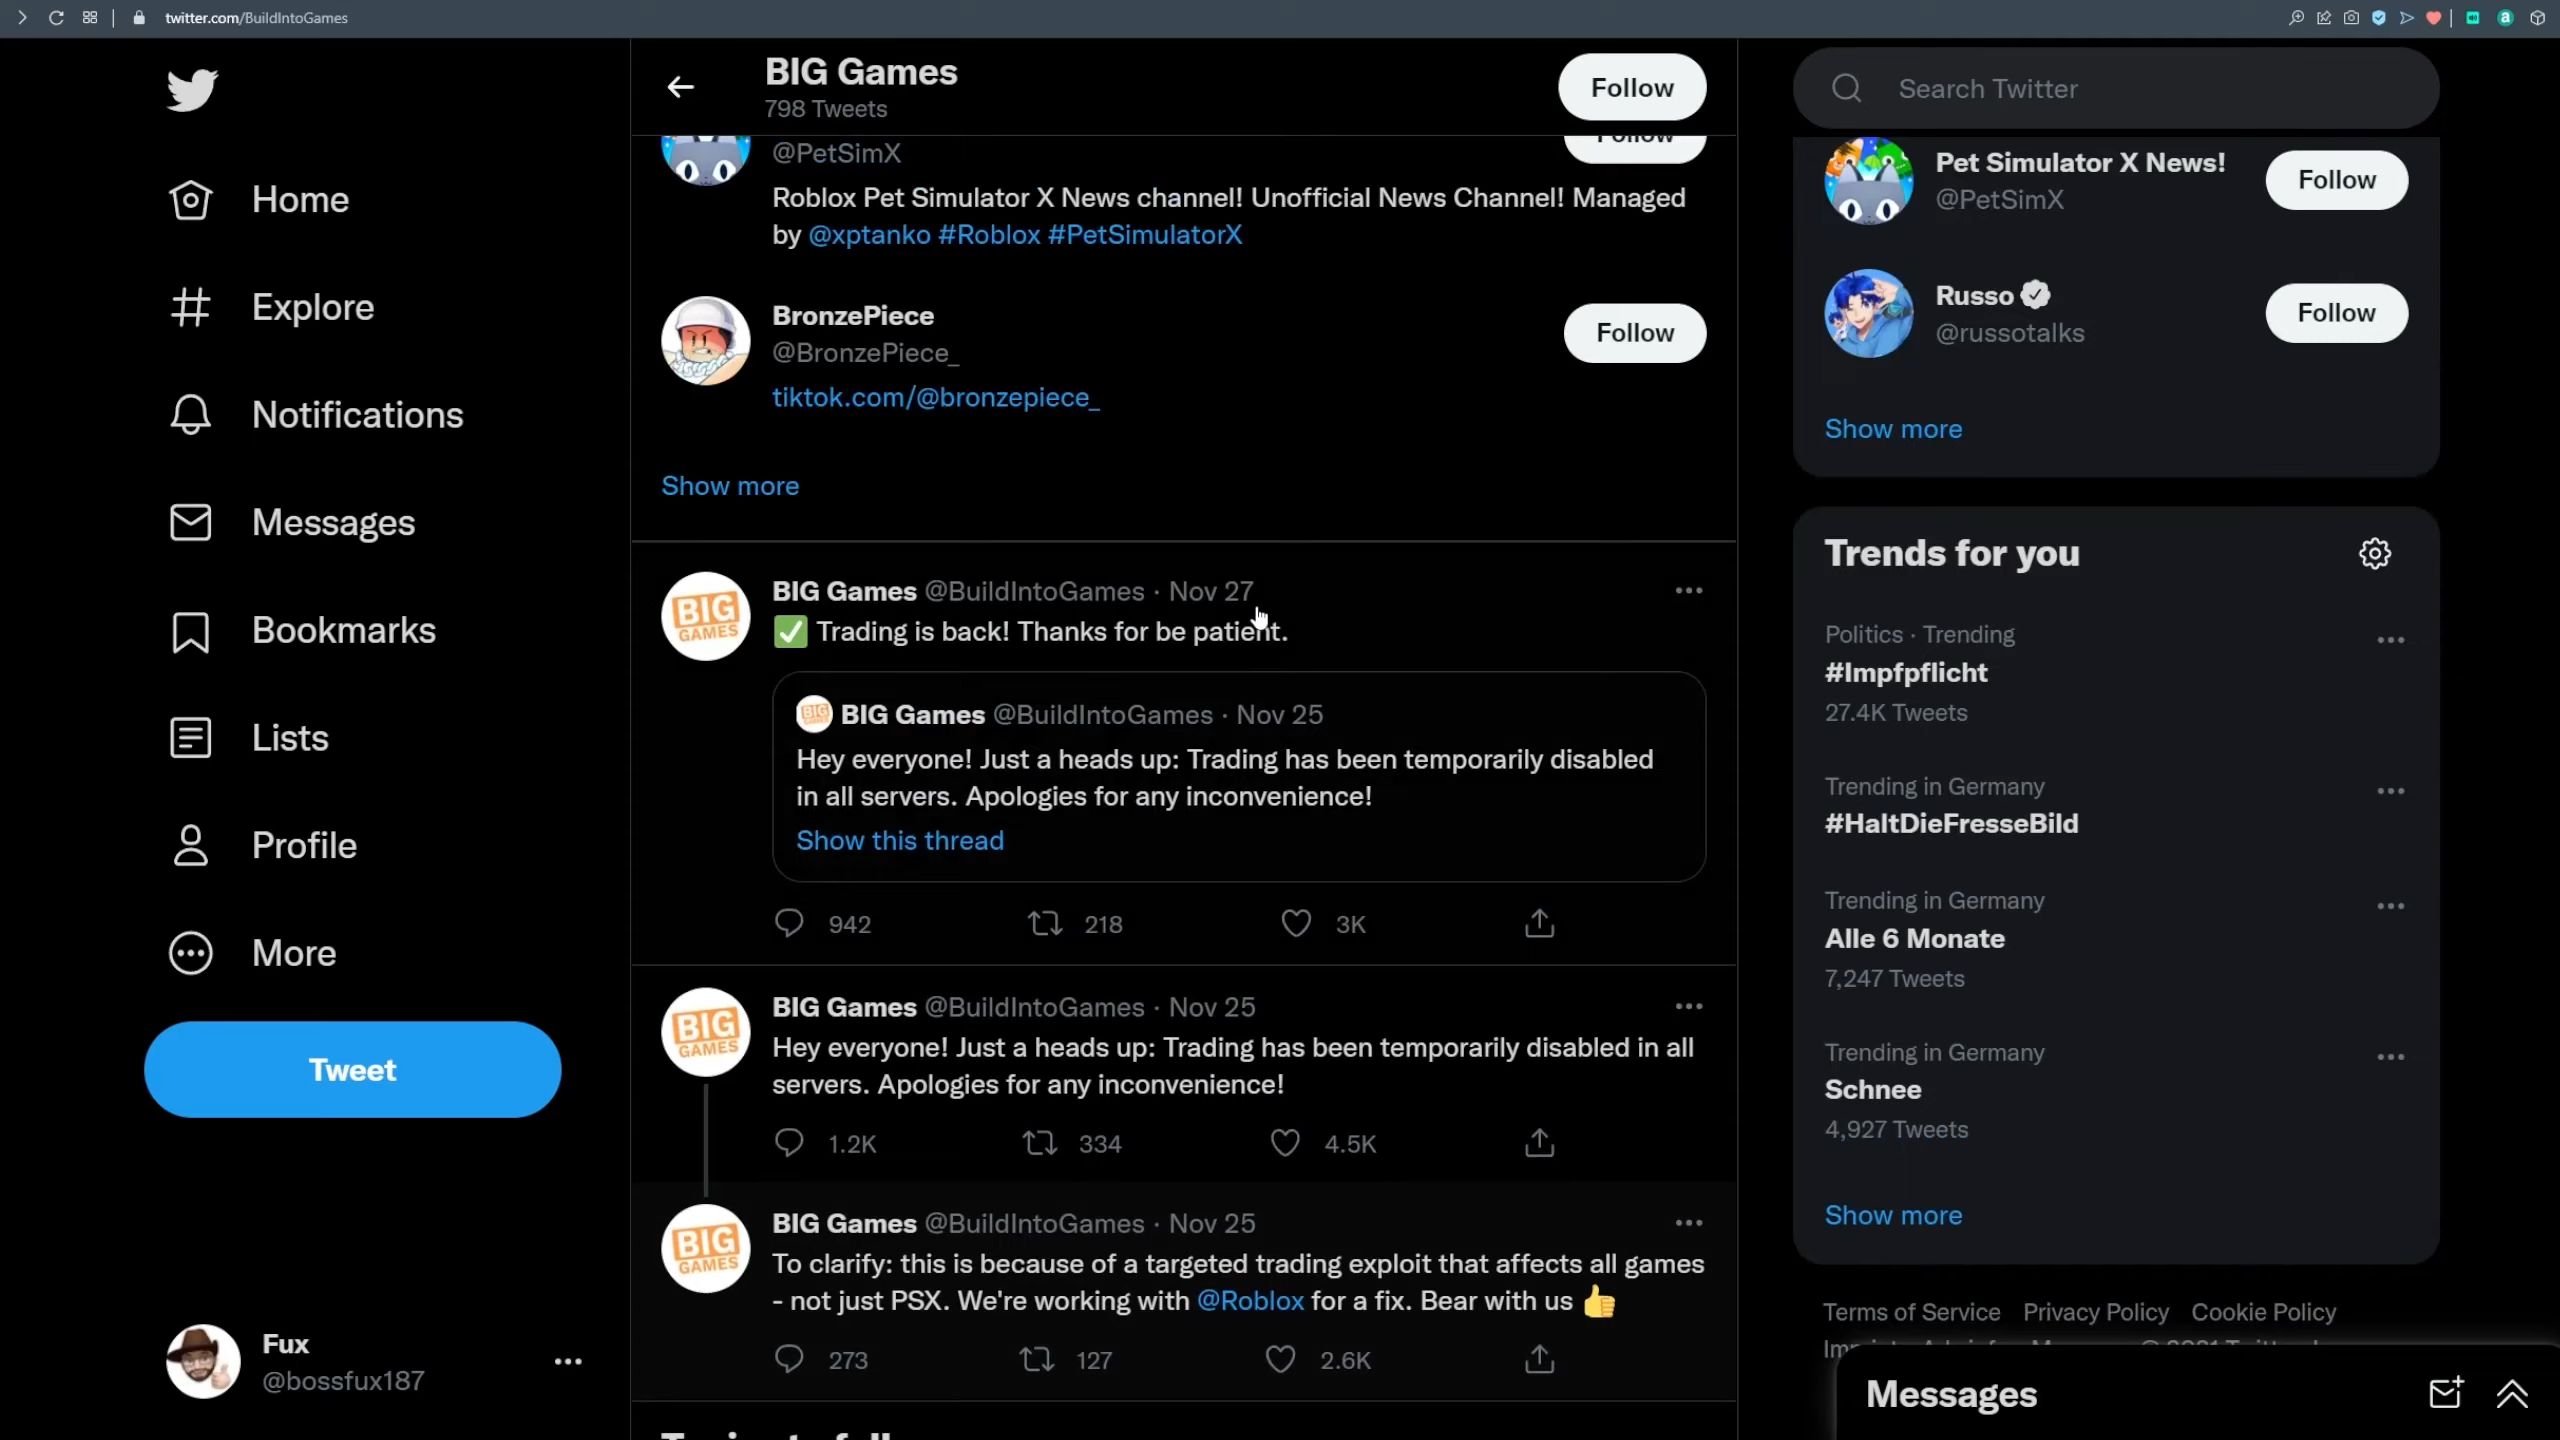 twitter.com/BuildIntoGames
Home
Explore
Notifications
Messages
Bookmarks
Lists
Profile
More
Tweet
Fux
@bossfux187
BIG Games
798 Tweets
Follow
@PetSimX
Follow
Roblox Pet Simulator X News channel! Unofficial News Channel! Managed
by @xptanko #Roblox #PetSimulatorX
BronzePiece
@BronzePiece_
Follow
tiktok.com/@bronzepiece_
Show more
BIG GAMES
BIG Games @BuildIntoGames · Nov 27
✅ Trading is back! Thanks for be patient.
BIG Games @BuildIntoGames · Nov 25
Hey everyone! Just a heads up: Trading has been temporarily disabled
in all servers. Apologies for any inconvenience!
Show this thread
942 218 3K
BIG GAMES
BIG Games @BuildIntoGames · Nov 25
Hey everyone! Just a heads up: Trading has been temporarily disabled in all
servers. Apologies for any inconvenience!
1.2K 334 4.5K
BIG GAMES
BIG Games @BuildIntoGames · Nov 25
To clarify: this is because of a targeted trading exploit that affects all games
- not just PSX. We're working with @Roblox for a fix. Bear with us 👍
273 127 2.6K
Search Twitter
Pet Simulator X News!
@PetSimX
Follow
Russo
@russotalks
Follow
Show more
Trends for you
Politics · Trending
#Impfpflicht
27.4K Tweets
Trending in Germany
#HaltDieFresseBild
Trending in Germany
Alle 6 Monate
7,247 Tweets
Trending in Germany
Schnee
4,927 Tweets
Show more
Terms of Service Privacy Policy Cookie Policy
Messages